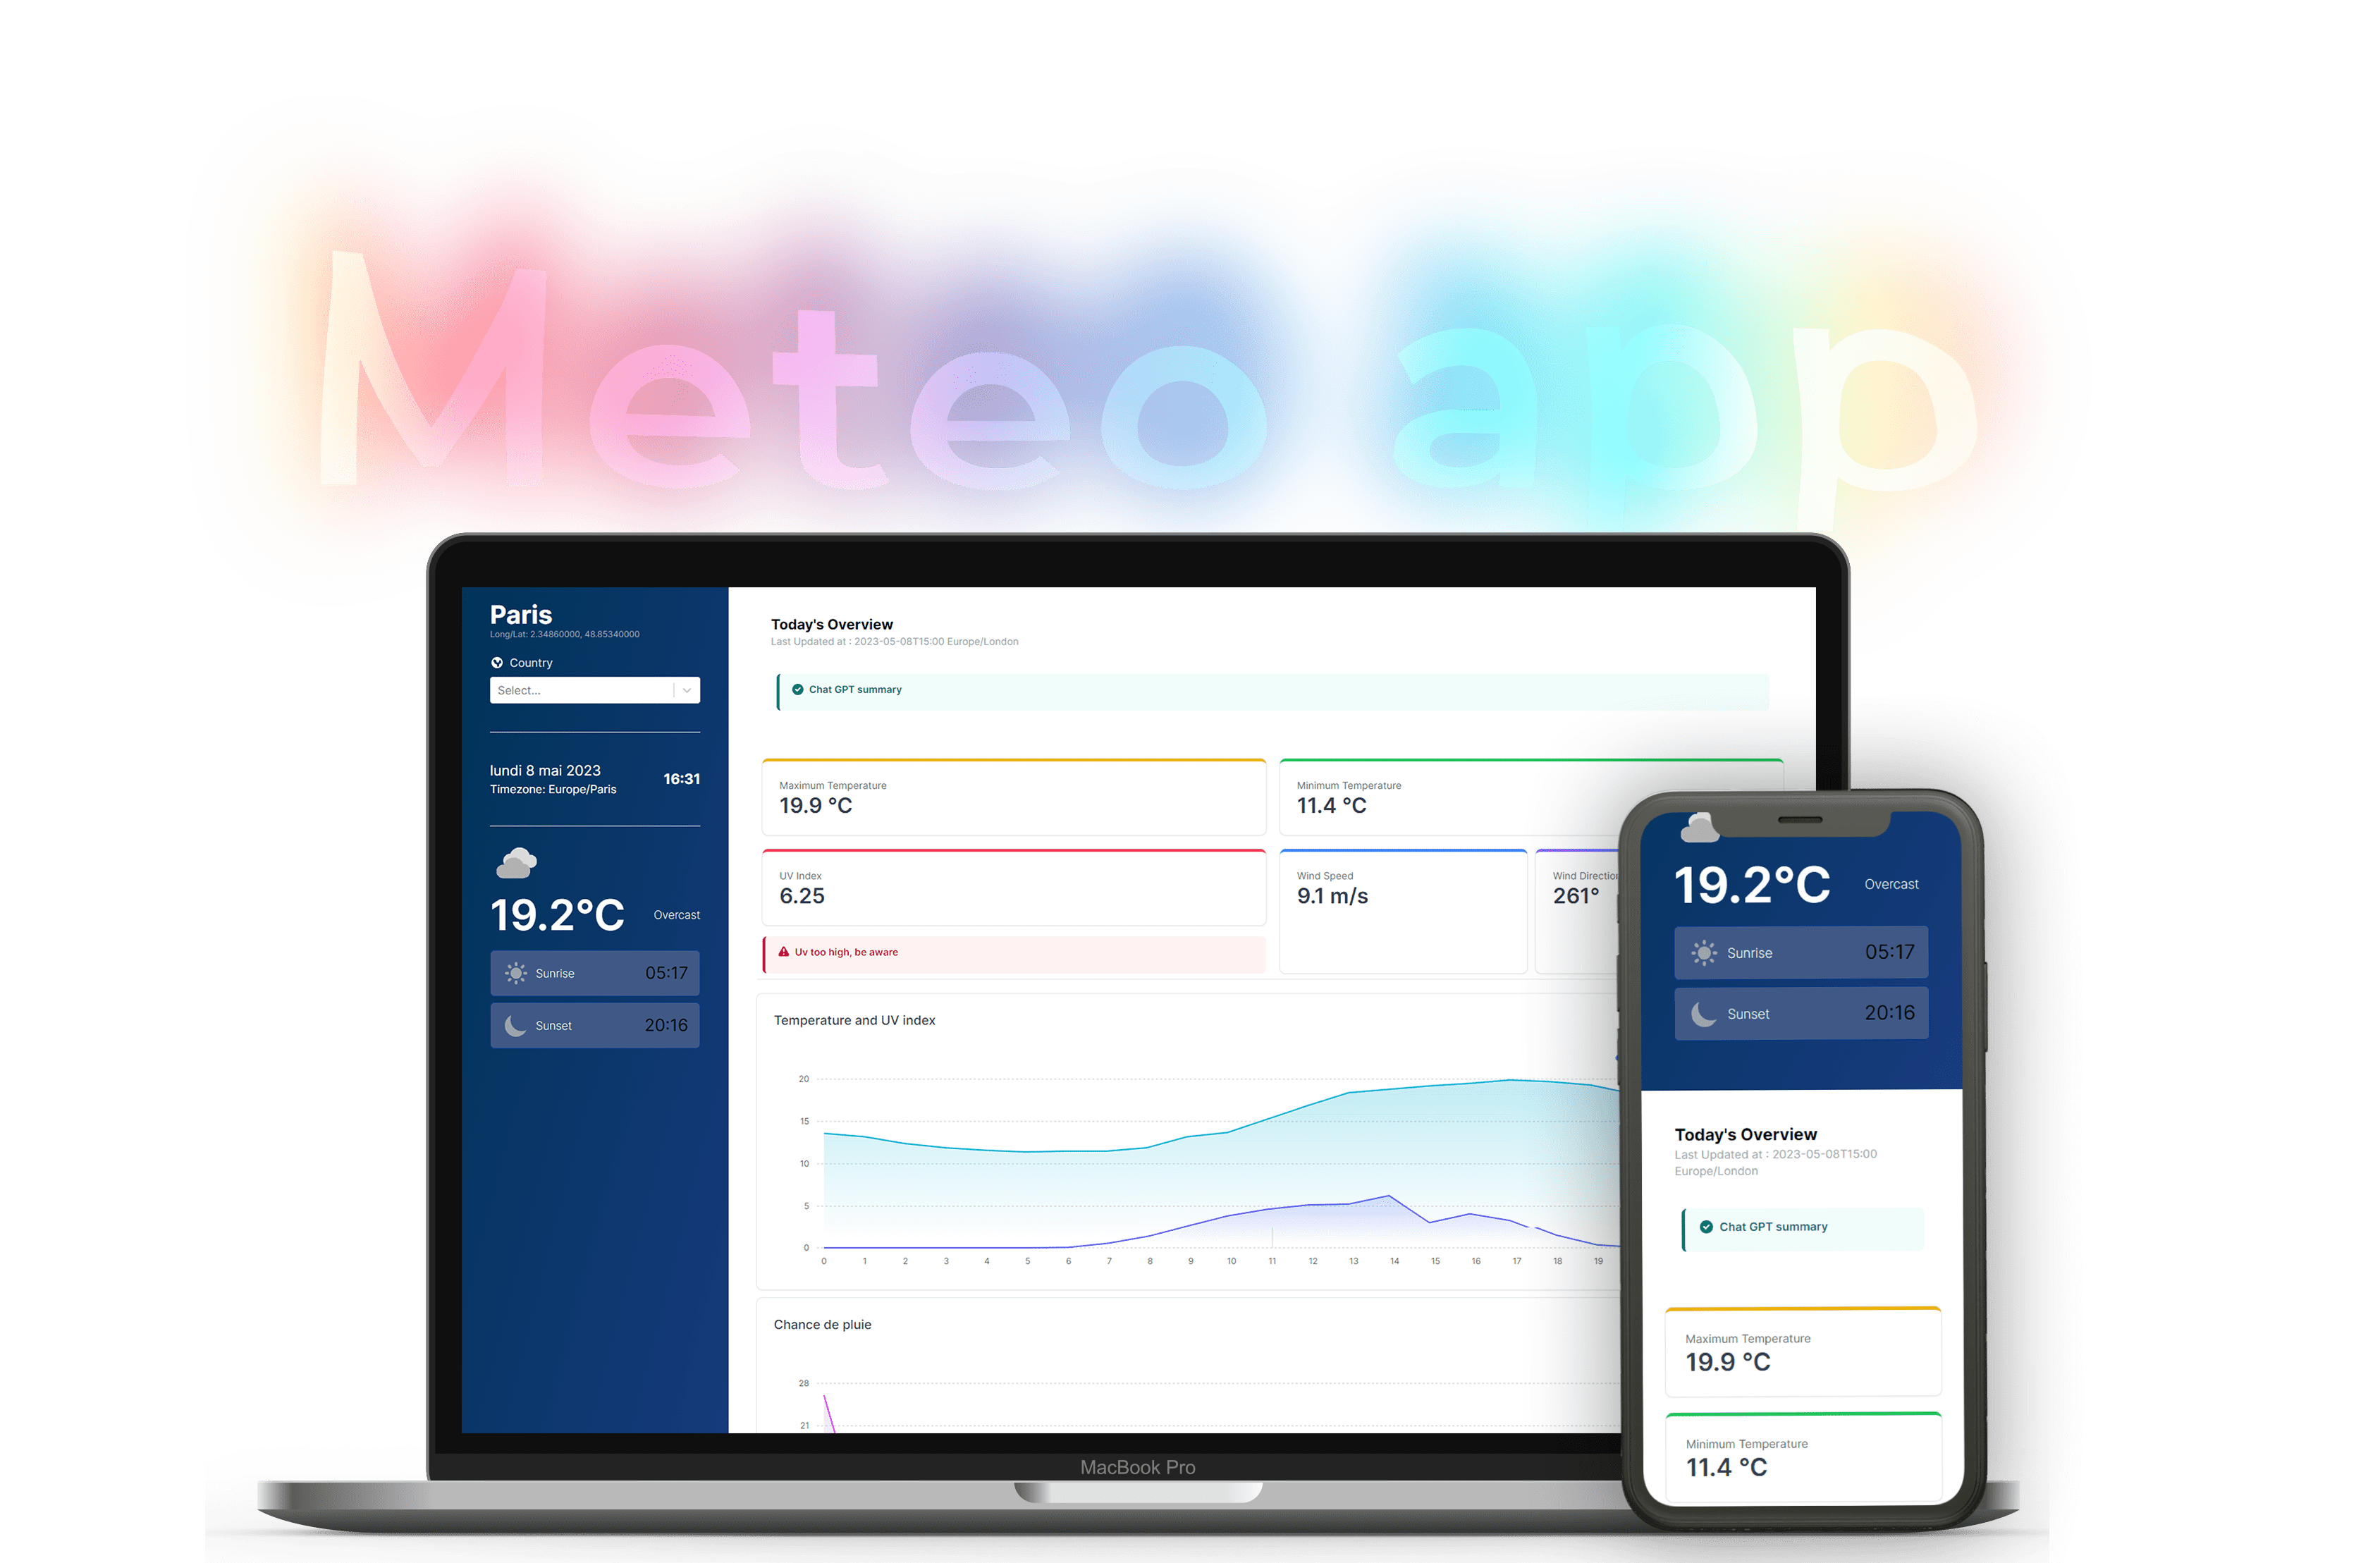 Meteo app
Paris
Long/Lat: 2.34860000, 48.85340000
Country
Select...
lundi 8 mai 2023
16:31
Timezone: Europe/Paris
19.2°C
Overcast
Sunrise
05:17
Sunset
20:16
Today's Overview
Last Updated at : 2023-05-08T15:00 Europe/London
Chat GPT summary
Maximum Temperature
19.9 °C
Minimum Temperature
11.4 °C
UV Index
6.25
Uv too high, be aware
Wind Speed
9.1 m/s
Wind Directio
261°
Temperature and UV index
20
15
10
5
0
0 1 2 3 4 5 6 7 8 9 10 11 12 13 14 15 16 17 18 19
Chance de pluie
28
21
MacBook Pro
19.2°C
Overcast
Sunrise
05:17
Sunset
20:16
Today's Overview
Last Updated at : 2023-05-08T15:00
Europe/London
Chat GPT summary
Maximum Temperature
19.9 °C
Minimum Temperature
11.4 °C